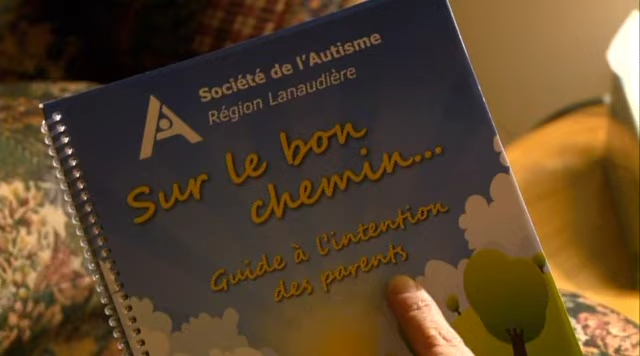 Société de l'Autisme
Région Lanaudière
Sur le bon
chemin...
Guide à l'intention
des parents